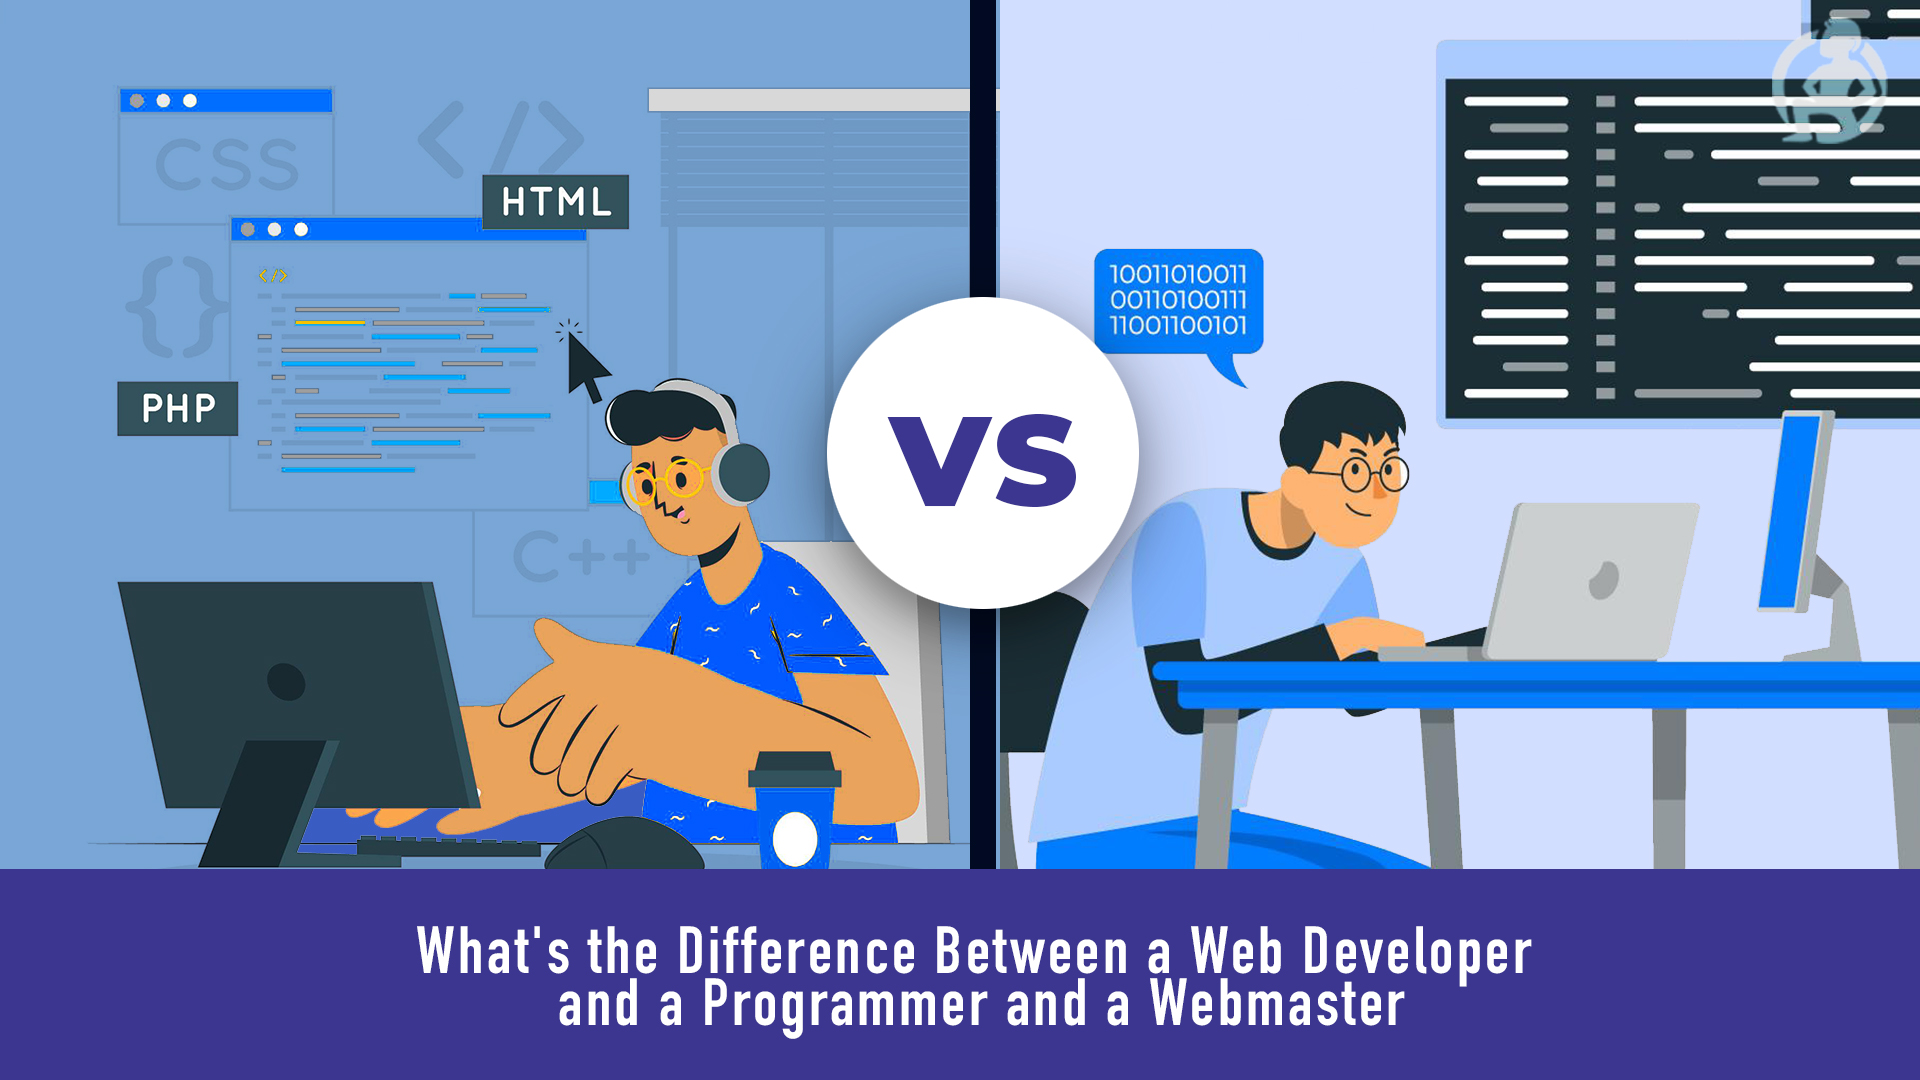 CSS
</>
HTML
</>
{}
PHP
C++
VS
10011010011
00110100111
11001100101
What's the Difference Between a Web Developer
and a Programmer and a Webmaster